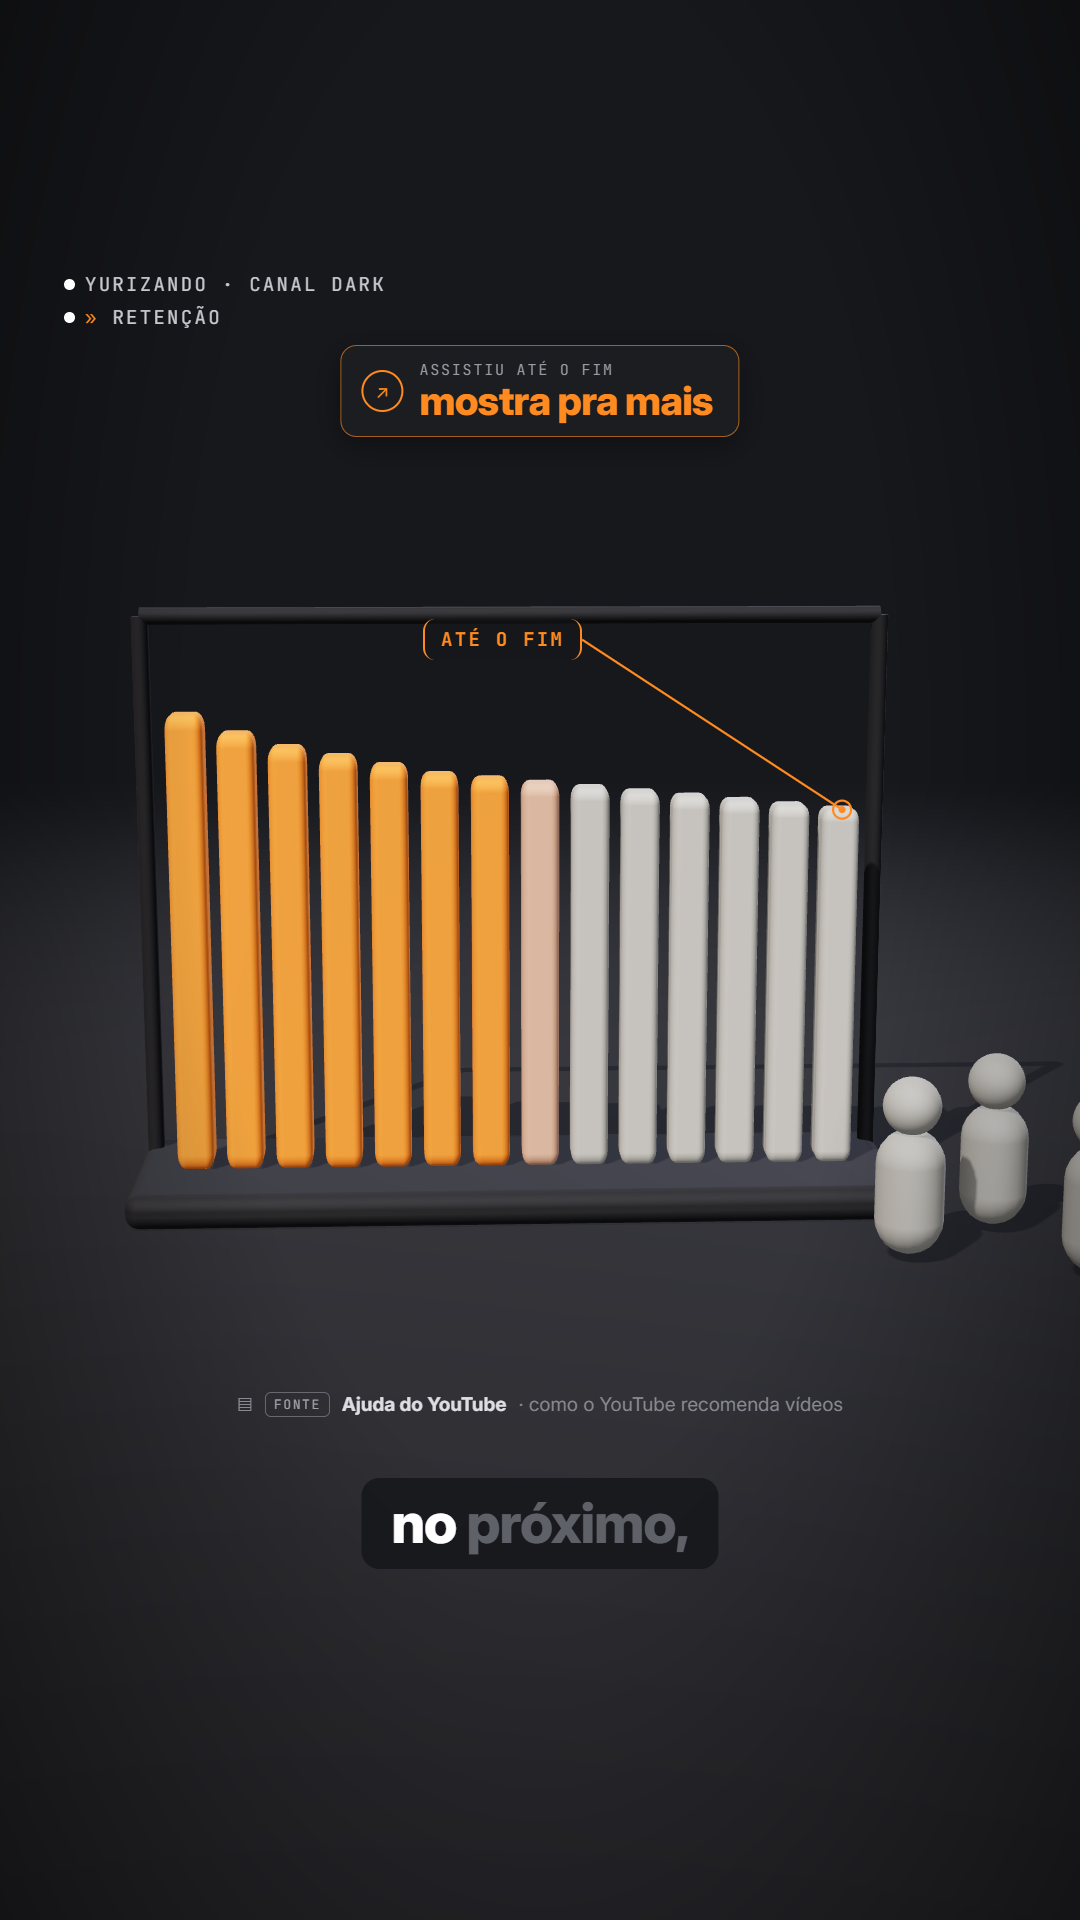 YURIZANDO · CANAL DARK
» RETENÇÃO
ASSISTIU ATÉ O FIM
mostra pra mais
ATÉ O FIM
FONTE Ajuda do YouTube · como o YouTube recomenda vídeos
no próximo,